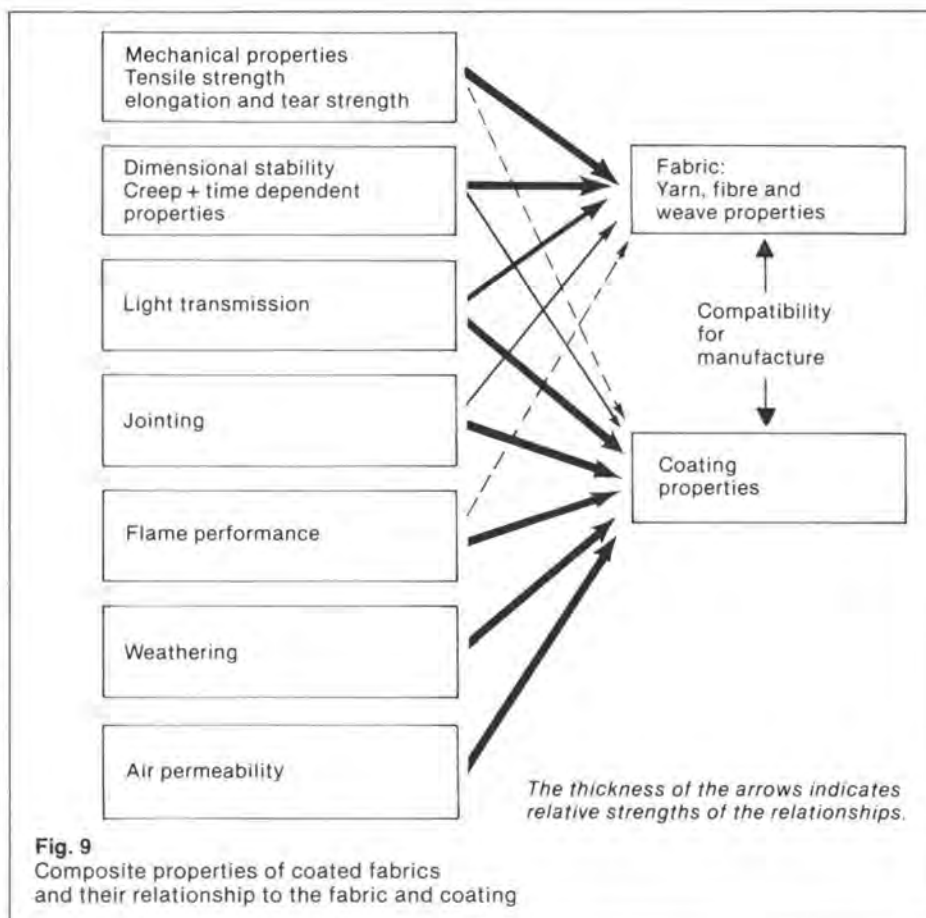 Mechanical properties
Tensile strength
elongation and tear strength
Dimensional stability
Creep + time dependent
properties
Light transmission
Jointing
Flame performance
Weathering
Air permeability
Fabric:
Yarn, fibre and
weave properties
Compatibility
for
manufacture
Coating
properties
The thickness of the arrows indicates
relative strengths of the relationships.
Fig. 9
Composite properties of coated fabrics
and their relationship to the fabric and coating